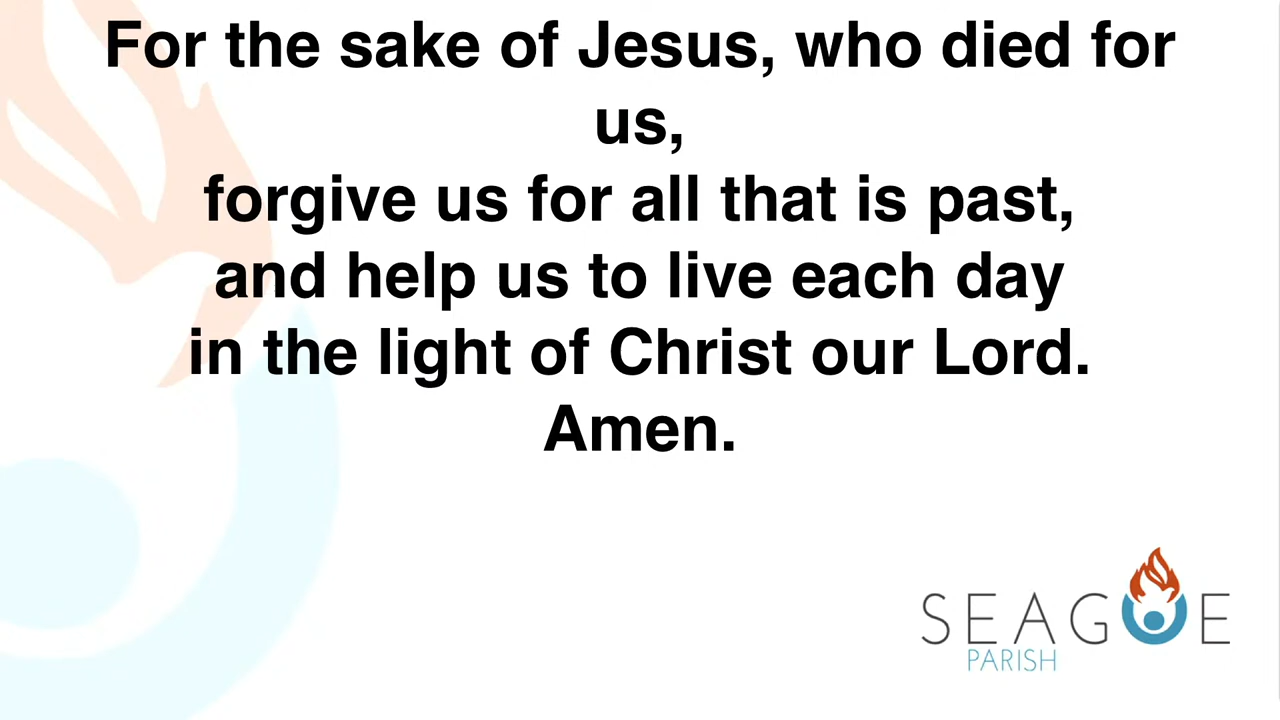 For the sake of Jesus, who died for
us,
forgive us for all that is past,
and help us to live each day
in the light of Christ our Lord.
Amen.
SEAGOE
PARISH